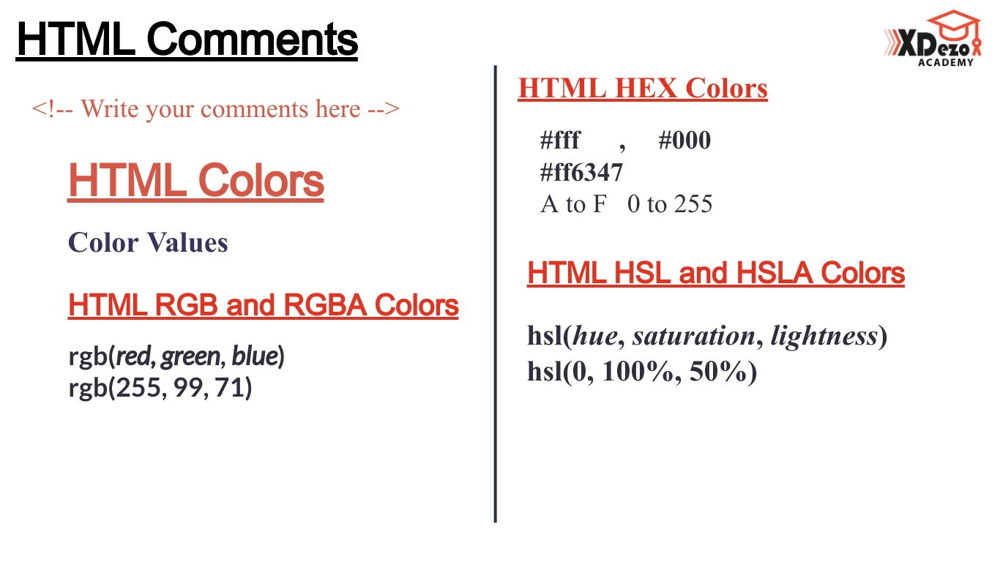 HTML Comments
<!-- Write your comments here -->
HTML Colors
Color Values
HTML RGB and RGBA Colors
rgb(red, green, blue)
rgb(255, 99, 71)
XDezo
ACADEMY
HTML HEX Colors
#fff , #000
#ff6347
A to F 0 to 255
HTML HSL and HSLA Colors
hsl(hue, saturation, lightness)
hsl(0, 100%, 50%)